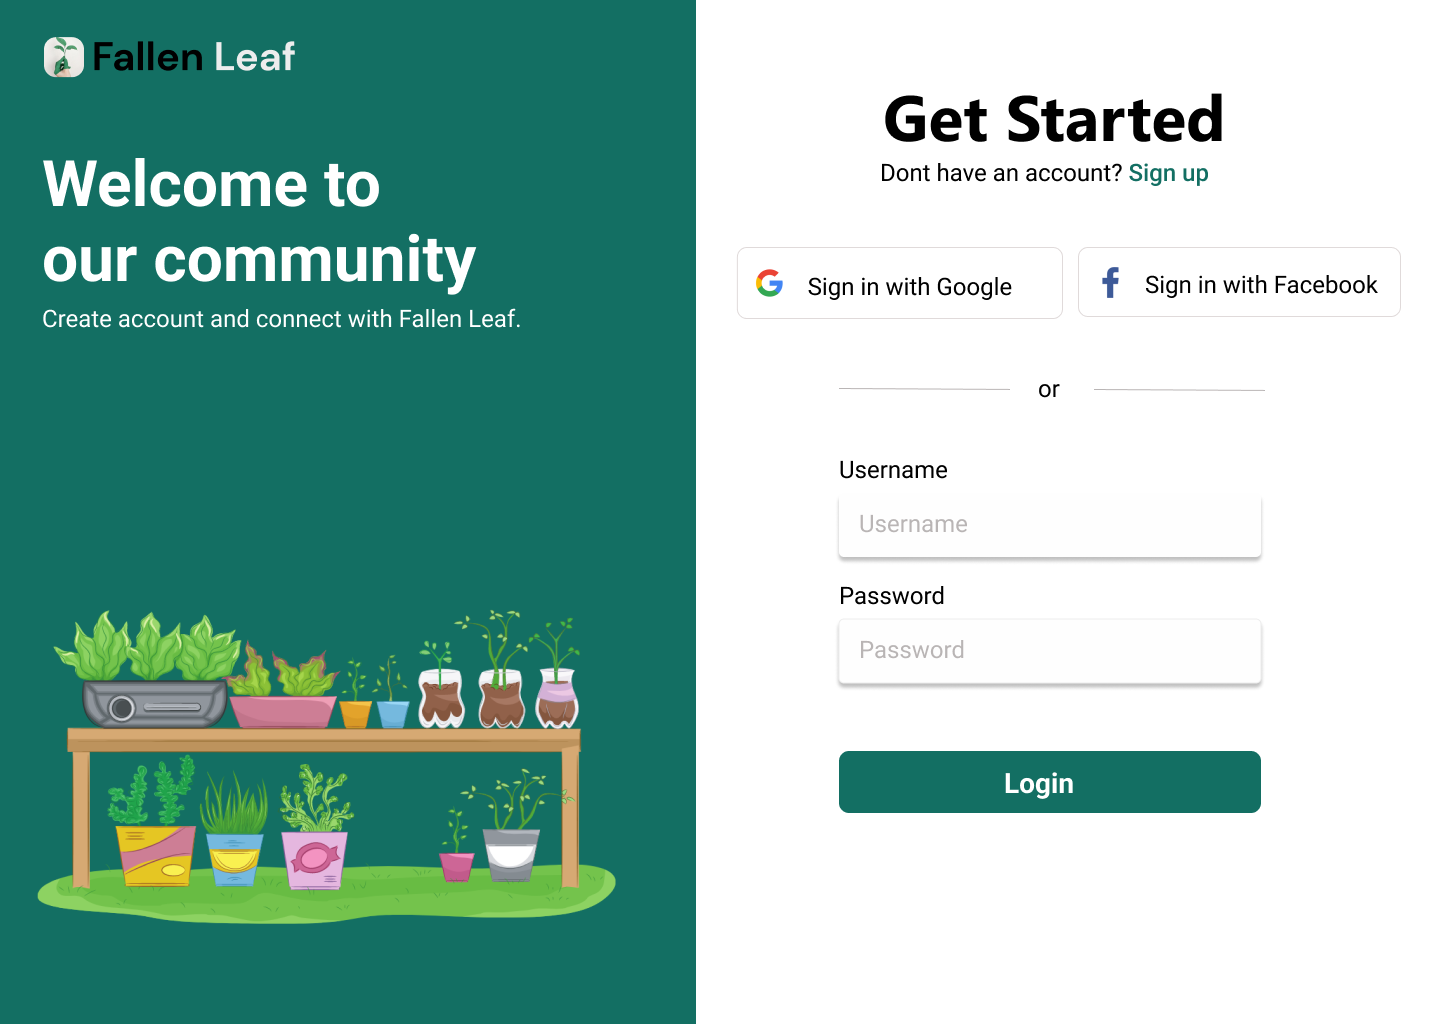 Fallen Leaf
Welcome to
our community
Create account and connect with Fallen Leaf.
Get Started
Dont have an account? Sign up
Sign in with Google
Sign in with Facebook
or
Username
Username
Password
Password
Login